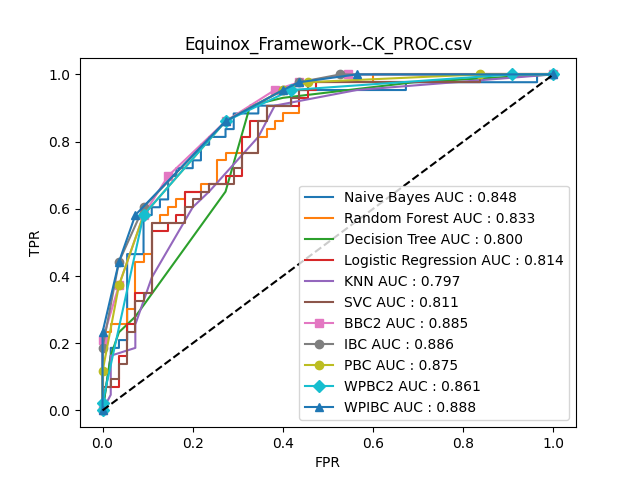 Equinox_Framework--CK_PROC.csv
1.0
0.8
0.6
0.4
0.2
0.0
TPR
Naive Bayes AUC : 0.848
Random Forest AUC : 0.833
Decision Tree AUC : 0.800
Logistic Regression AUC : 0.814
KNN AUC : 0.797
SVC AUC : 0.811
BBC2 AUC : 0.885
IBC AUC : 0.886
PBC AUC : 0.875
WPBC2 AUC : 0.861
WPIBC AUC : 0.888
0.0 0.2 0.4 0.6 0.8 1.0
FPR